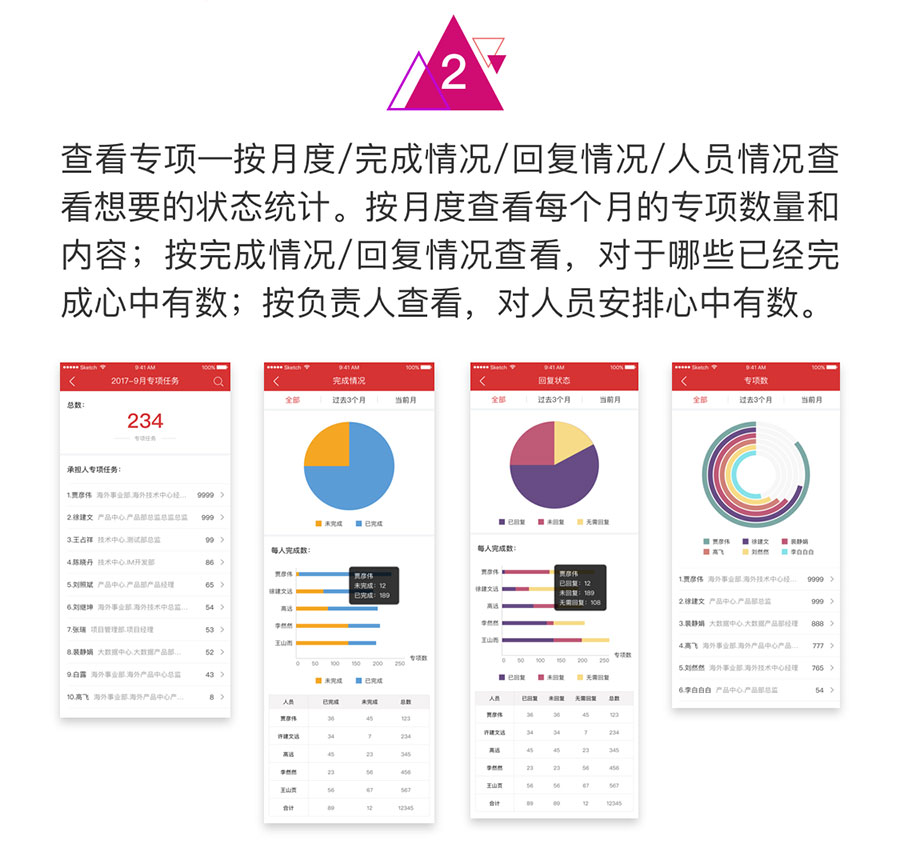 2
查看专项—按月度/完成情况/回复情况/人员情况查
看想要的状态统计。按月度查看每个月的专项数量和
内容；按完成情况/回复情况查看，对于哪些已经完
成心中有数；按负责人查看，对人员安排心中有数。
Sketch 9:41 AM 100%
2017-9月专项任务
总数：
234
专项任务
承担人专项任务：
1.贾彦伟 海外事业部.海外技术中心经... 9999
2.徐建文 产品中心.产品部总监总监总监 999
3.王占祥 技术中心.测试部总监 99
4.陈晓丹 技术中心.IM开发部 86
5.刘熙斌 产品中心.产品部产品经理 65
6.刘继坤 海外事业部.海外技术中总监... 54
7.张瑞 项目管理部.项目经理 53
8.裴静娟 大数据中心.大数据产品部... 52
9.白露 海外事业部.海外产品中心总监 43
10.高飞 海外事业部.海外产品中心产... 8
Sketch 9:41 AM 100%
完成情况
全部 过去3个月 当前月
未完成 已完成
每人完成数：
贾彦伟
徐建文远
高远
李然然
王山而
贾彦伟
未完成：12
已完成：189
0 50 100 150 200 250
专项数
未完成 已完成
人员 已完成 未完成 总数
贾彦伟 36 45 123
许建文远 34 7 234
高远 45 23 345
李然然 23 56 456
王山页 56 67 567
合计 89 12 12345
Sketch 9:41 AM 100%
回复状态
全部 过去3个月 当前月
已回复 未回复 无需回复
每人完成数：
贾彦伟
徐建文远
高远
李然然
王山而
贾彦伟
已回复：12
未回复：189
无需回复：108
0 50 100 150 200 250
专项数
已回复 未回复 无需回复
人员 已回复 未回复 无需回复 总数
贾彦伟 36 36 45 123
许建文远 34 34 7 234
高远 45 45 23 345
李然然 23 23 56 456
王山页 56 56 67 567
合计 89 99 12 12345
Sketch 9:41 AM 100%
专项数
全部 过去3个月 当前月
贾彦伟 徐建文 裴静娟
高飞 刘然然 李白白白
1.贾彦伟 海外事业部.海外技术中心经... 9999
2.徐建文 产品中心.产品部总监 999
3.裴静娟 大数据中心.大数据产品部经理 888
4.高飞 海外事业部.海外产品中心产品... 777
5.刘然然 海外事业部.海外技术中心经理 765
6.李白白白 产品中心.产品部总监 54